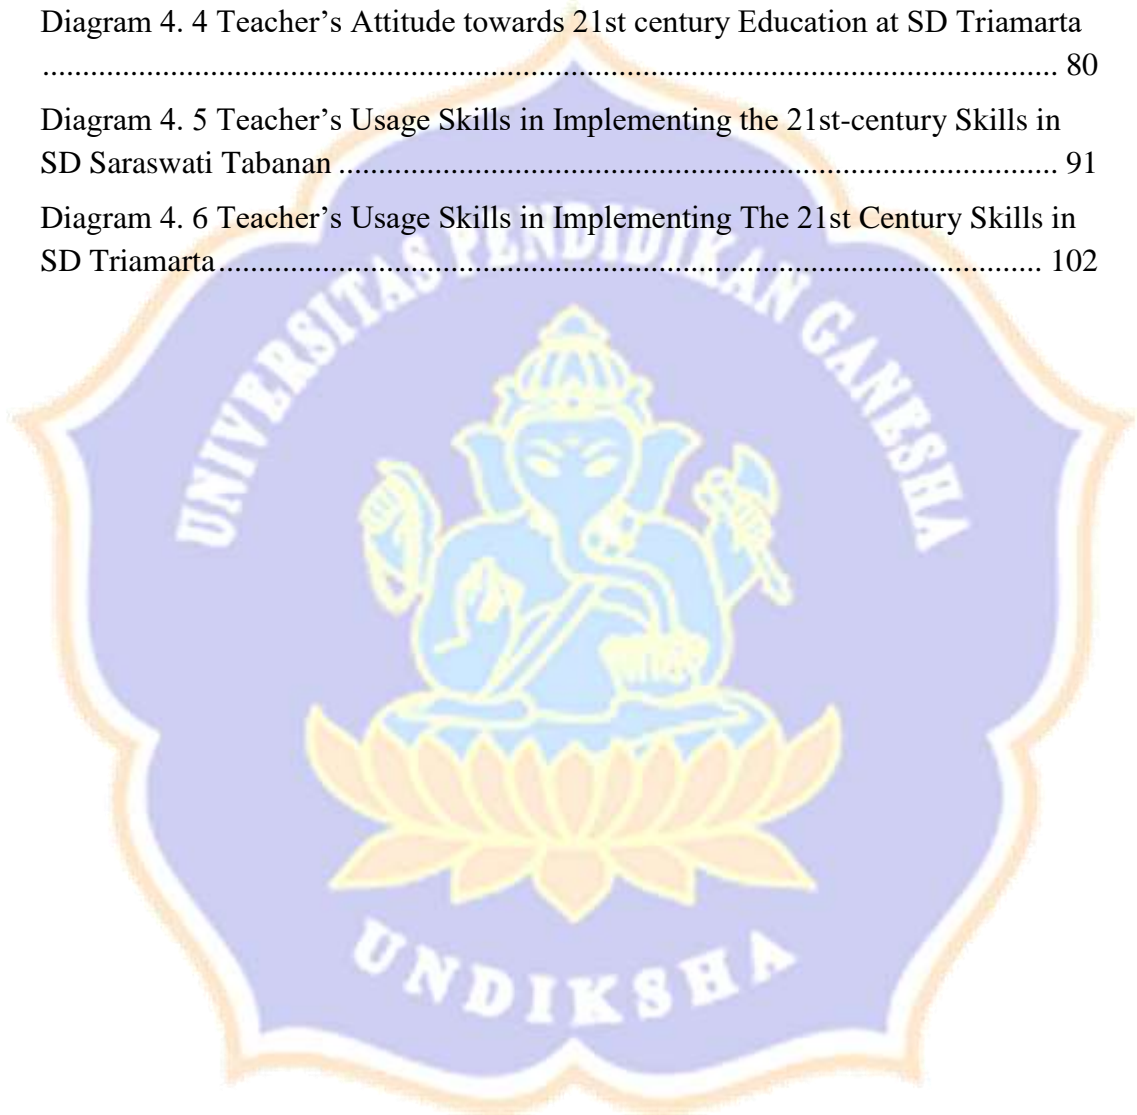 Diagram 4. 4 Teacher’s Attitude towards 21st century Education at SD Triamarta
............................................................................................................................... 80
Diagram 4. 5 Teacher’s Usage Skills in Implementing the 21st-century Skills in
SD Saraswati Tabanan .......................................................................................... 91
Diagram 4. 6 Teacher’s Usage Skills in Implementing The 21st Century Skills in
SD Triamarta....................................................................................................... 102
UNIVERSITAS PENDIDIKAN GANESHA
UNDIKSHA